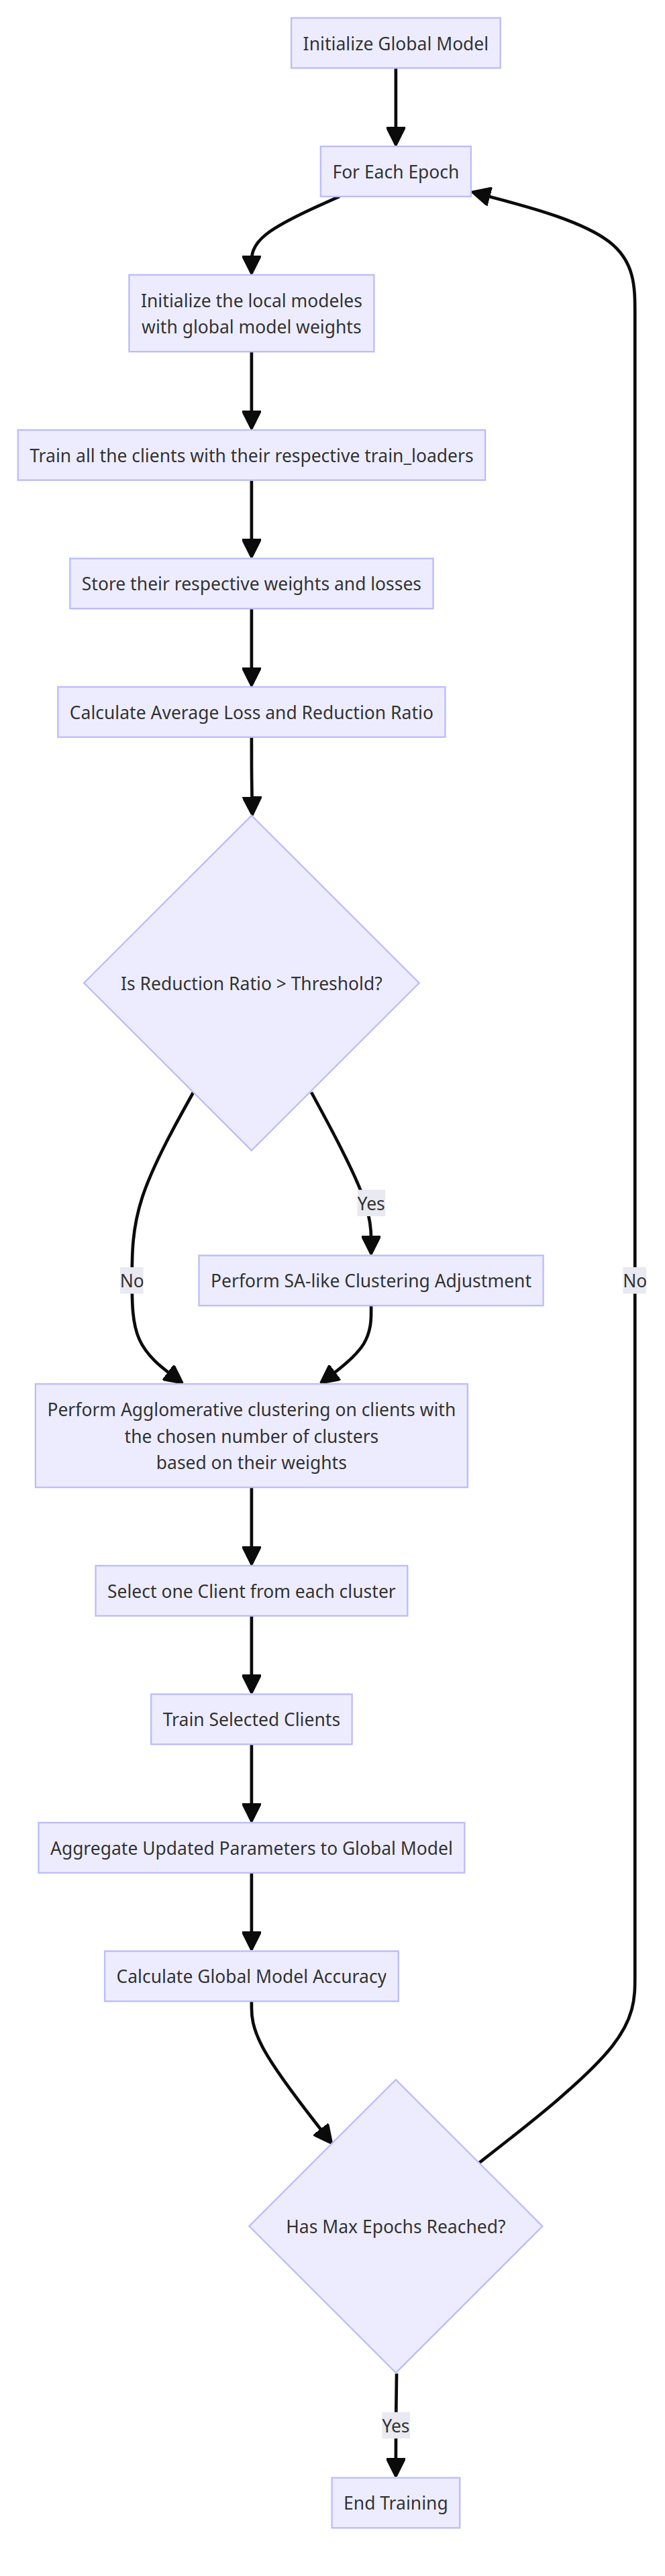 Initialize Global Model
For Each Epoch
Initialize the local modeles
with global model weights
Train all the clients with their respective train_loaders
Store their respective weights and losses
Calculate Average Loss and Reduction Ratio
Is Reduction Ratio > Threshold?
Yes
No
Perform SA-like Clustering Adjustment
No
Perform Agglomerative clustering on clients with
the chosen number of clusters
based on their weights
Select one Client from each cluster
Train Selected Clients
Aggregate Updated Parameters to Global Model
Calculate Global Model Accuracy
Has Max Epochs Reached?
Yes
End Training